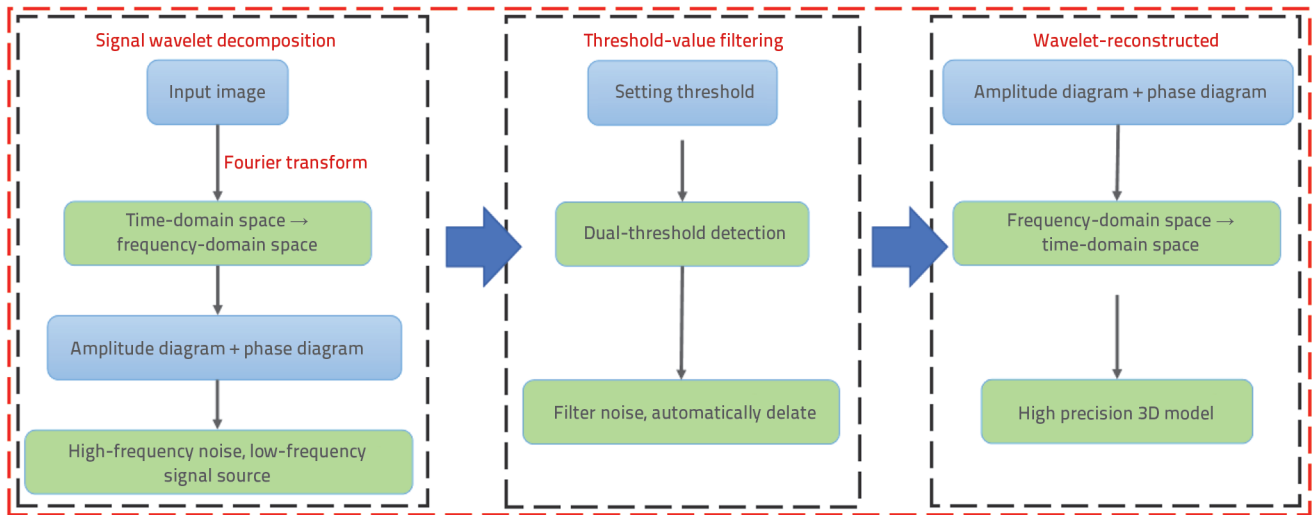 Signal wavelet decomposition
Input image
Fourier transform
Time-domain space →
frequency-domain space
Amplitude diagram + phase diagram
High-frequency noise, low-frequency
signal source
Threshold-value filtering
Setting threshold
Dual-threshold detection
Filter noise, automatically delate
Wavelet-reconstructed
Amplitude diagram + phase diagram
Frequency-domain space →
time-domain space
High precision 3D model